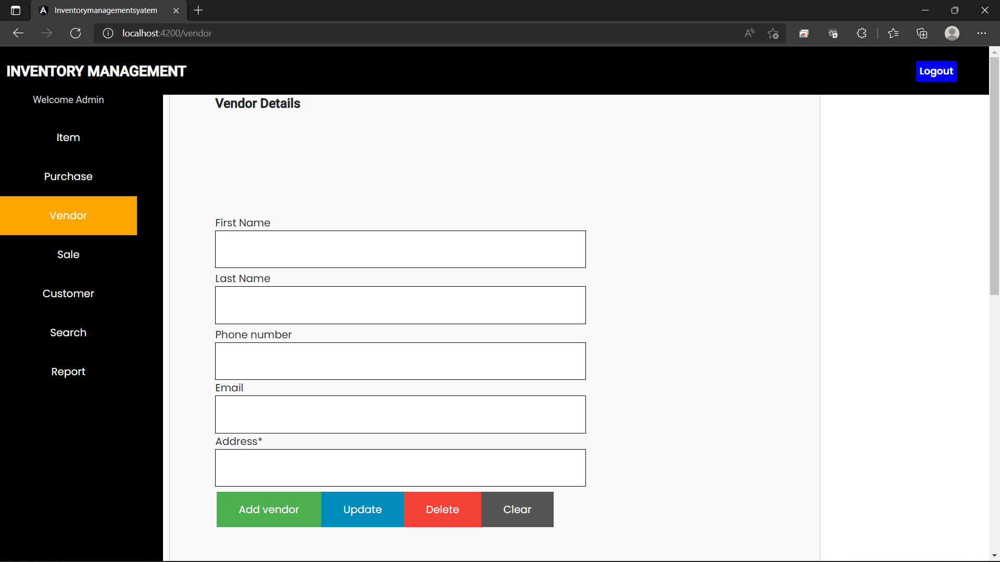 Inventorymanagementsyatem
localhost:4200/vendor
INVENTORY MANAGEMENT
Logout
Welcome Admin
Item
Purchase
Vendor
Sale
Customer
Search
Report
Vendor Details
First Name
Last Name
Phone number
Email
Address*
Add vendor Update Delete Clear